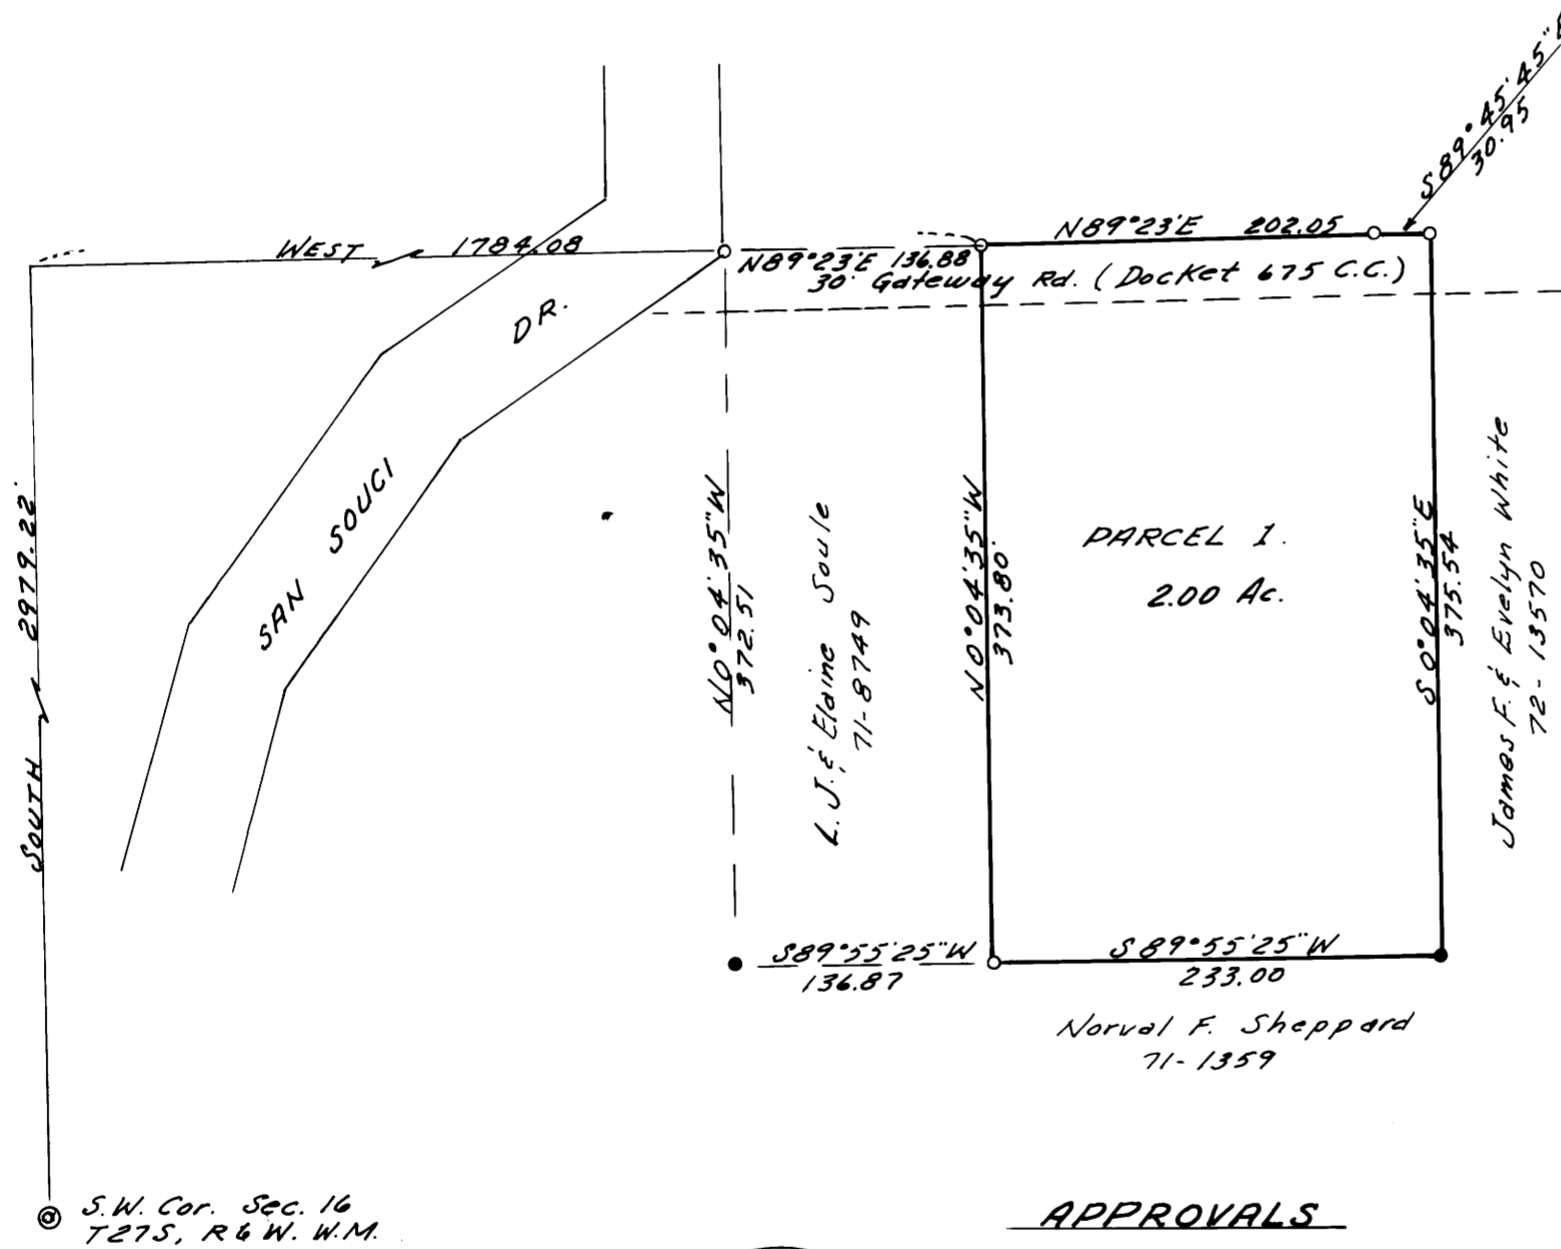 S 89° 45' 45"
30.95
WEST 1784.08
N89°23'E 136.88
N89°23'E 202.05
30' Gateway Rd. (Docket 675 C.C.)
DR.
SAN SOUCI
SOUTH 2979.22'
N0°04'35"W
372.51
L. J. & Elaine Soule
71-8749
N0°04'35"W
373.80'
PARCEL 1.
2.00 Ac.
S0°04'35"E
375.54
James F. & Evelyn White
72-13570
S89°55'25"W
136.87
S89°55'25"W
233.00
Norval F. Sheppard
71-1359
S.W. Cor. Sec. 16
T27S, R6W. W.M.
APPROVALS